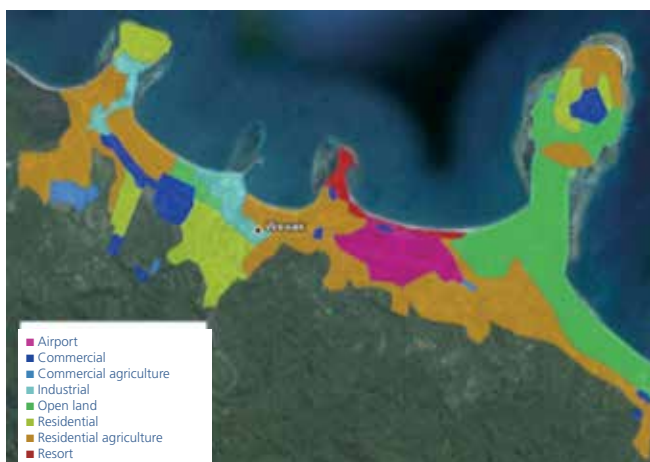 Airport
Commercial
Commercial agriculture
Industrial
Open land
Residential
Residential agriculture
Resort